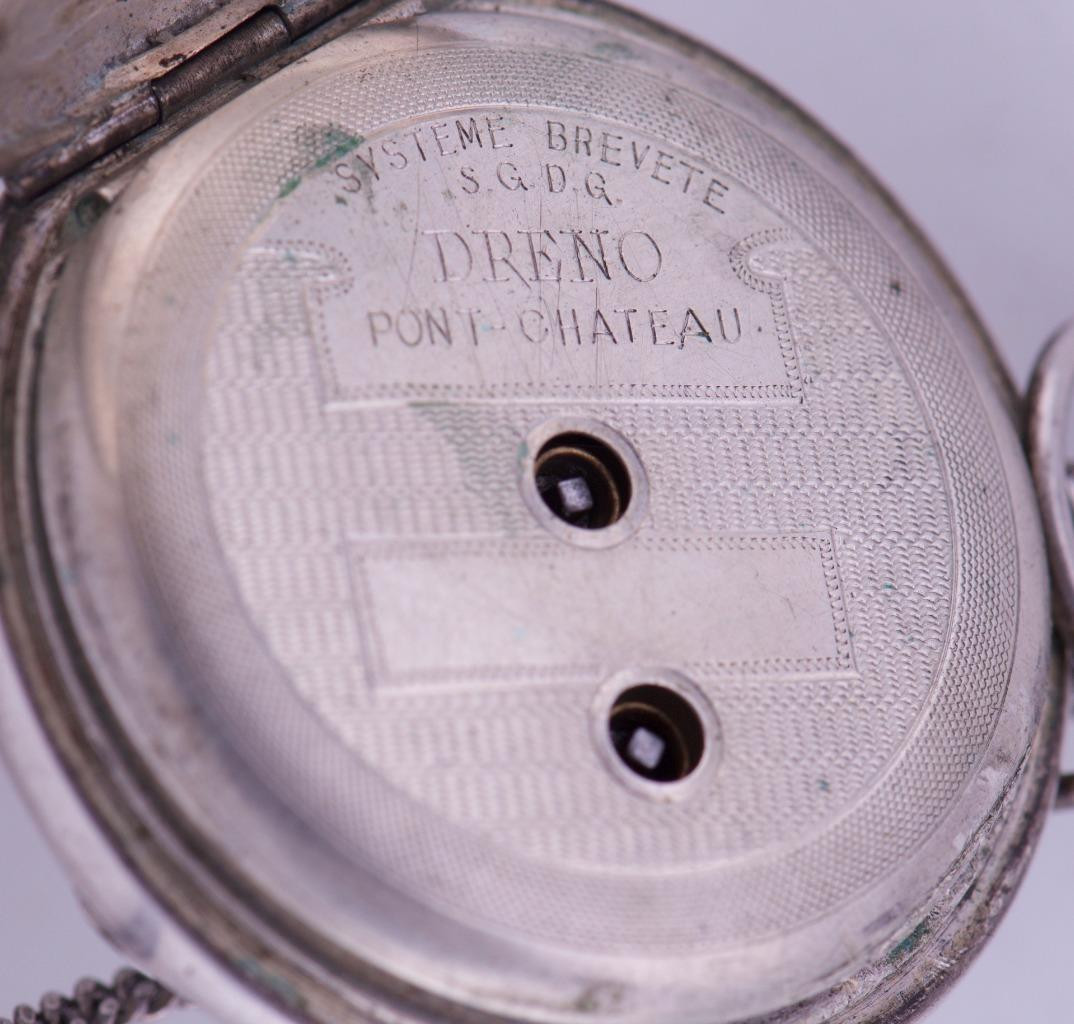 SYSTEME BREVETE
S.G.D.G.
DRENO
PONT-CHATEAU.